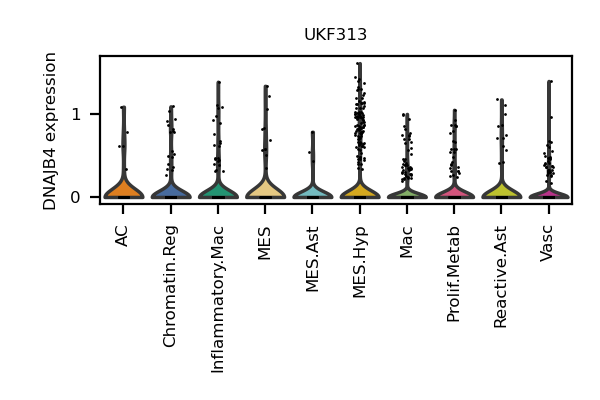 UKF313
DNAJB4 expression
1
0
AC
Chromatin.Reg
Inflammatory.Mac
MES
MES.Ast
MES.Hyp
Mac
Prolif.Metab
Reactive.Ast
Vasc